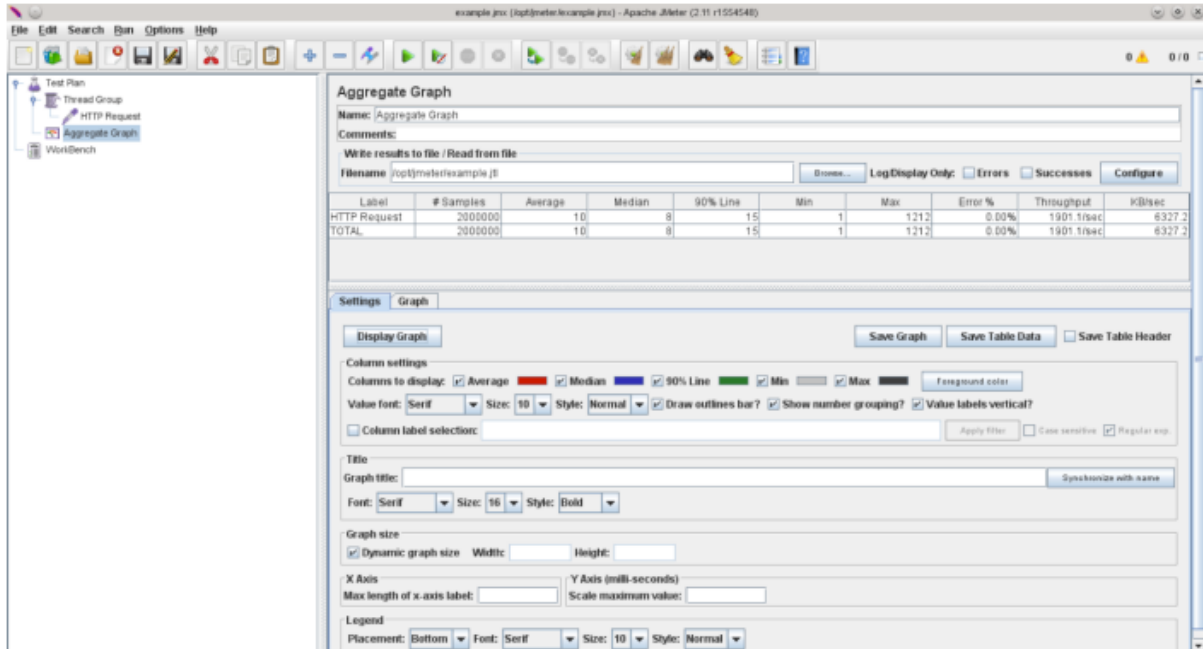 example.jmx (/opt/jmeter/example.jmx) - Apache JMeter (2.11 r1554548)
File Edit Search Run Options Help
0 0 / 0
Test Plan
Thread Group
HTTP Request
Aggregate Graph
WorkBench
Aggregate Graph
Name: Aggregate Graph
Comments:
Write results to file / Read from file
Filename /opt/jmeter/example.jtl Browse... Log/Display Only: Errors Successes Configure
Label # Samples Average Median 90% Line Min Max Error % Throughput KB/sec
HTTP Request 2000000 10 8 15 1 1212 0.00% 1901.1/sec 6327.2
TOTAL 2000000 10 8 15 1 1212 0.00% 1901.1/sec 6327.2
Settings Graph
Display Graph Save Graph Save Table Data Save Table Header
Column settings
Columns to display: Average Median 90% Line Min Max Foreground color
Value font: Serif Size: 10 Style: Normal Draw outlines bar? Show number grouping? Value labels vertical?
Column label selection: Apply filter Case sensitive Regular exp.
Title
Graph title: Synchronize with name
Font: Serif Size: 16 Style: Bold
Graph size
Dynamic graph size Width: Height:
X Axis Y Axis (milli-seconds)
Max length of x-axis label: Scale maximum value:
Legend
Placement: Bottom Font: Serif Size: 10 Style: Normal